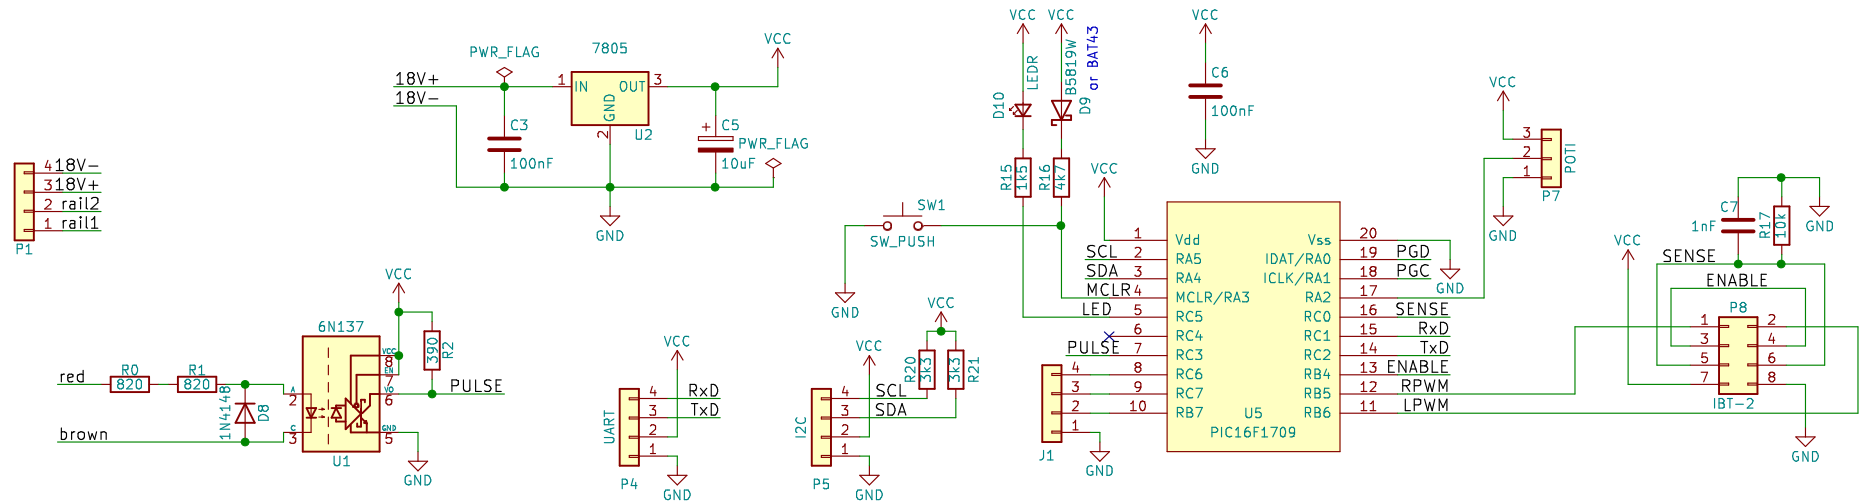 P1
4 18V-
3 18V+
2 rail2
1 rail1
red
R0
820
R1
820
brown
1N4148
D8
6N137
A
2
C
3
VCC
8
EN
7
VO
6
GND
5
U1
VCC
390
R2
PULSE
GND
18V+
18V-
PWR_FLAG
7805
1 IN
OUT 3
GND
2
U2
C3
100nF
+
C5
10uF
PWR_FLAG
VCC
GND
UART
4 RxD
3 TxD
2
1
P4
VCC
GND
I2C
4 SCL
3 SDA
2
1
P5
VCC
GND
VCC
R20
3k3
3k3
R21
SW1
SW_PUSH
GND
VCC
LEDR
D10
R15
1k5
VCC
B5819W
or BAT43
D9
R16
4k7
VCC
C6
100nF
GND
VCC
1 Vdd
SCL 2 RA5
SDA 3 RA4
MCLR 4 MCLR/RA3
LED 5 RC5
6 RC4
PULSE 7 RC3
8 RC6
9 RC7
10 RB7
Vss 20
IDAT/RA0 19 PGD
ICLK/RA1 18 PGC
RA2 17
RC0 16 SENSE
RC1 15 RxD
RC2 14 TxD
RB4 13 ENABLE
RB5 12 RPWM
RB6 11 LPWM
U5
PIC16F1709
GND
4
3
2
1
J1
GND
VCC
3
2
1
POTI
P7
GND
VCC
SENSE
ENABLE
C7
1nF
R17
10k
GND
P8
1 2
3 4
5 6
7 8
IBT-2
GND